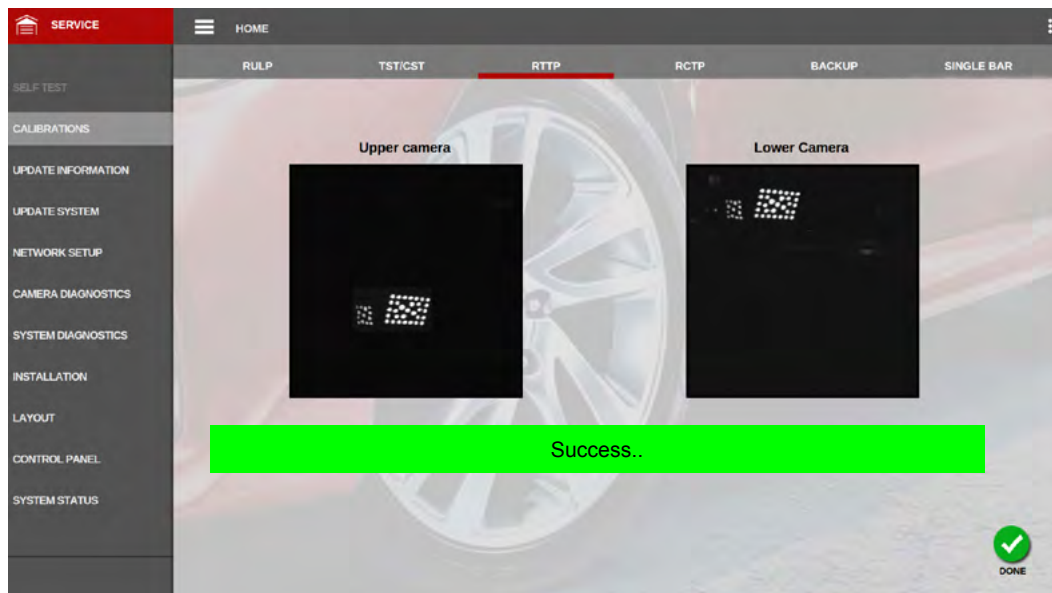 SERVICE
HOME
RULP TST/CST RTTP RCTP BACKUP SINGLE BAR
SELF TEST
CALIBRATIONS
UPDATE INFORMATION
UPDATE SYSTEM
NETWORK SETUP
CAMERA DIAGNOSTICS
SYSTEM DIAGNOSTICS
INSTALLATION
LAYOUT
CONTROL PANEL
SYSTEM STATUS
Upper camera
Lower Camera
Success..
DONE